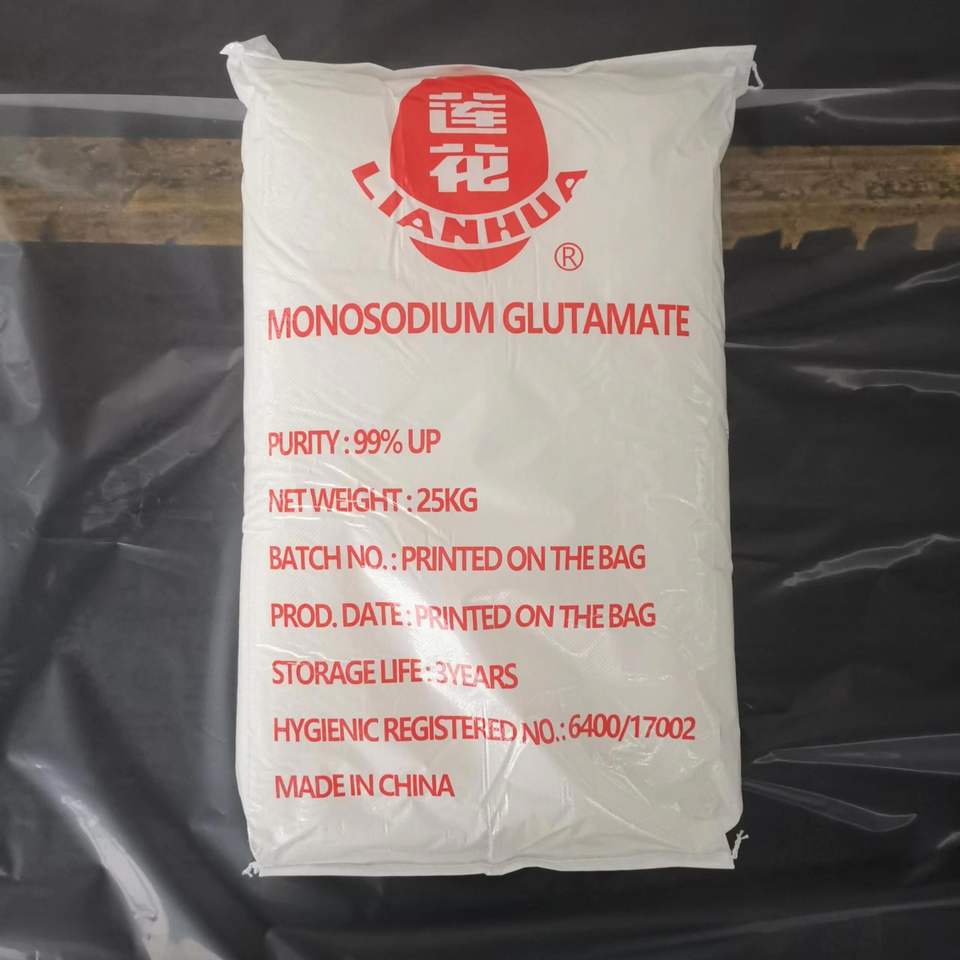 莲
花
LIANHUA
®
MONOSODIUM GLUTAMATE
PURITY : 99% UP
NET WEIGHT : 25KG
BATCH NO. : PRINTED ON THE BAG
PROD. DATE : PRINTED ON THE BAG
STORAGE LIFE : 3YEARS
HYGIENIC REGISTERED NO. : 6400/17002
MADE IN CHINA